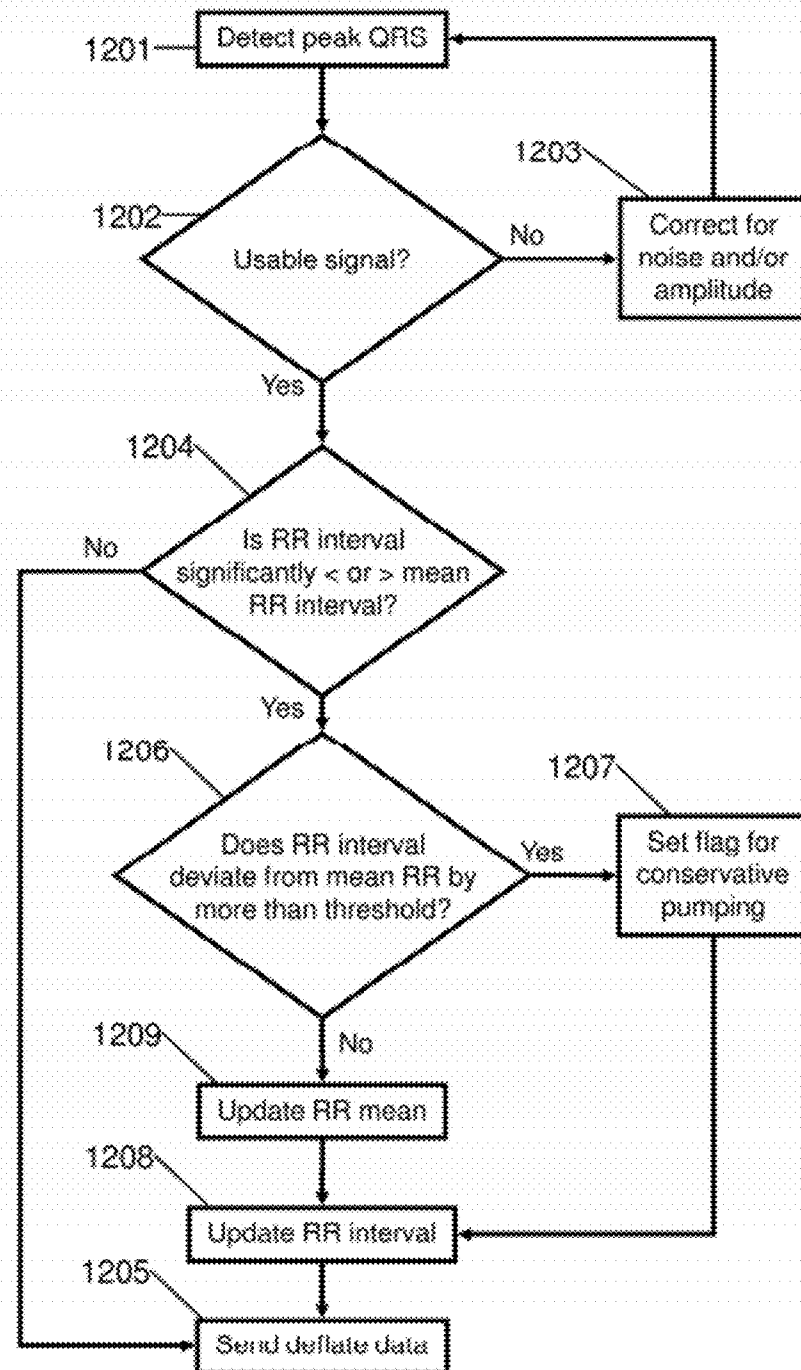 1201
Detect peak QRS
1203
1202
Usable signal?
No
Correct for
noise and/or
amplitude
Yes
1204
Is RR interval
significantly < or > mean
RR interval?
No
Yes
1206
1207
Does RR interval
deviate from mean RR by
more than threshold?
Yes
Set flag for
conservative
pumping
No
1209
Update RR mean
1208
Update RR interval
1205
Send deflate data